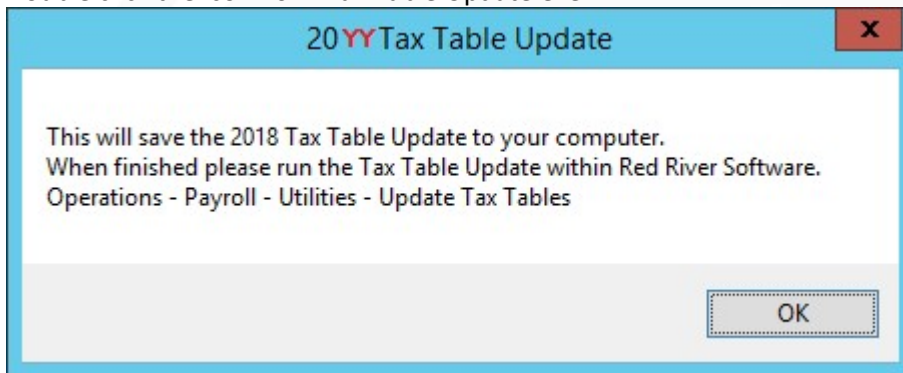 20YY Tax Table Update
x
This will save the 2018 Tax Table Update to your computer.
When finished please run the Tax Table Update within Red River Software.
Operations - Payroll - Utilities - Update Tax Tables
OK